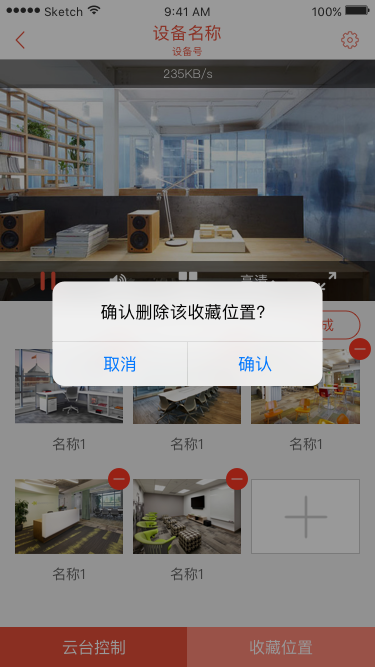 Sketch 9:41 AM 100%
设备名称
设备号
235KB/s
高清
确认删除该收藏位置?
成
取消 确认
名称1 名称1 名称1
名称1 名称1
云台控制 收藏位置